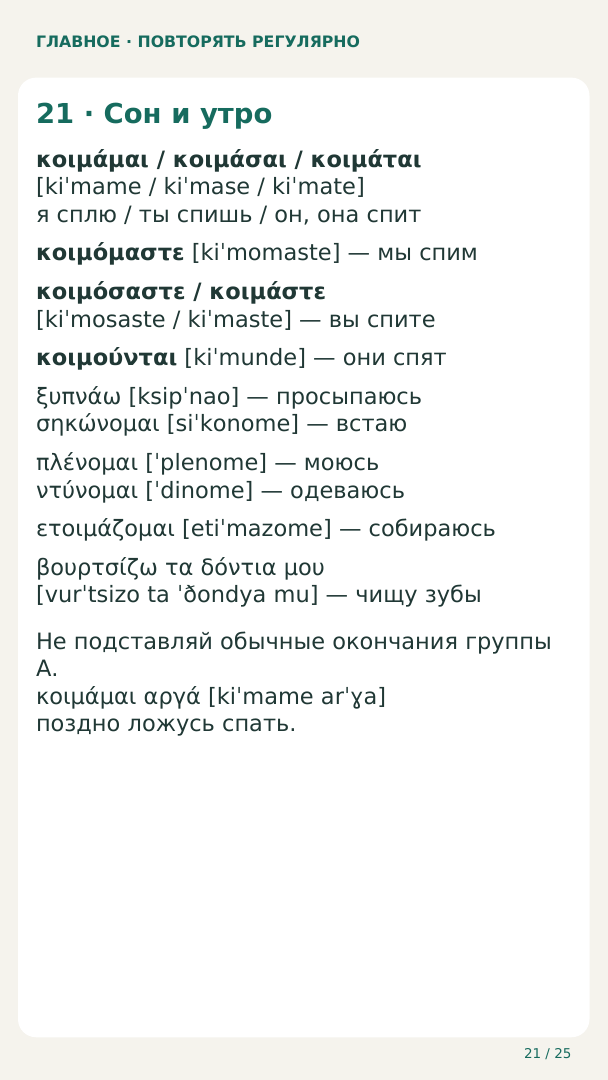 ГЛАВНОЕ · ПОВТОРЯТЬ РЕГУЛЯРНО
21 · Сон и утро
κοιμάμαι / κοιμάσαι / κοιμάται
[kiˈmame / kiˈmase / kiˈmate]
я сплю / ты спишь / он, она спит
κοιμόμαστε [kiˈmomaste] — мы спим
κοιμόσαστε / κοιμάστε
[kiˈmosaste / kiˈmaste] — вы спите
κοιμούνται [kiˈmunde] — они спят
ξυπνάω [ksipˈnao] — просыпаюсь
σηκώνομαι [siˈkonome] — встаю
πλένομαι [ˈplenome] — моюсь
ντύνομαι [ˈdinome] — одеваюсь
ετοιμάζομαι [etiˈmazome] — собираюсь
βουρτσίζω τα δόντια μου
[vurˈtsizo ta ˈðondya mu] — чищу зубы
Не подставляй обычные окончания группы
А.
κοιμάμαι αργά [kiˈmame arˈɣa]
поздно ложусь спать.
21 / 25